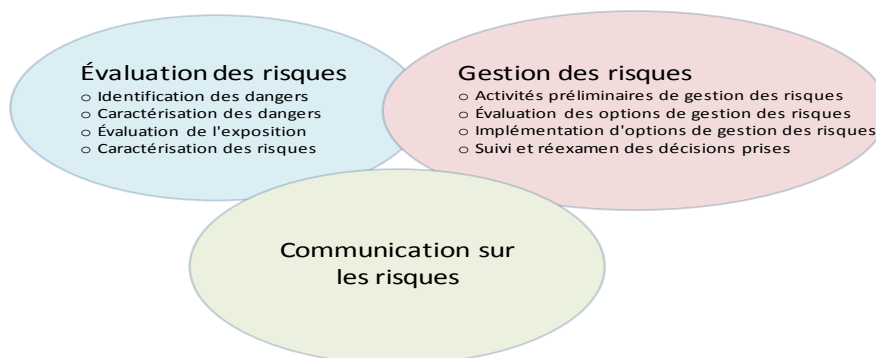 Évaluation des risques
o Identification des dangers
o Caractérisation des dangers
o Évaluation de l'exposition
o Caractérisation des risques
Gestion des risques
o Activités préliminaires de gestion des risques
o Évaluation des options de gestion des risques
o Implémentation d'options de gestion des risques
o Suivi et réexamen des décisions prises
Communication sur
les risques